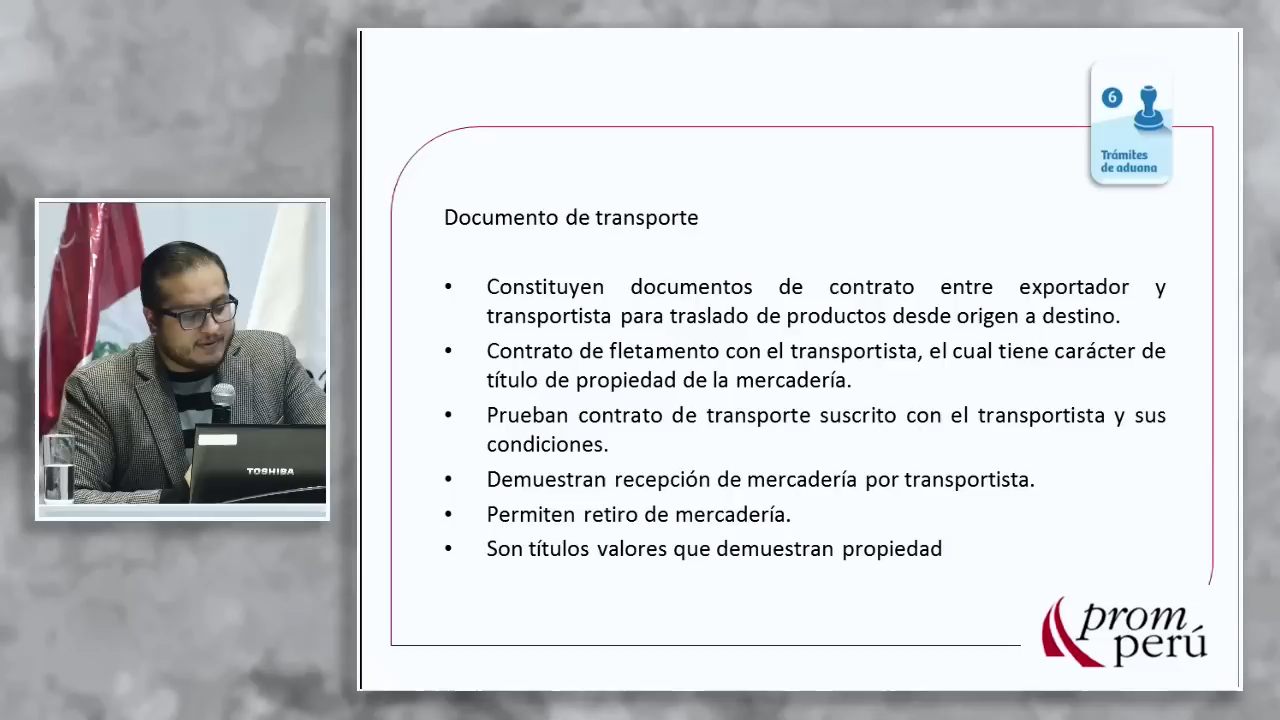 6
Trámites
de aduana
Documento de transporte
• Constituyen documentos de contrato entre exportador y
transportista para traslado de productos desde origen a destino.
• Contrato de fletamento con el transportista, el cual tiene carácter de
título de propiedad de la mercadería.
• Prueban contrato de transporte suscrito con el transportista y sus
condiciones.
• Demuestran recepción de mercadería por transportista.
• Permiten retiro de mercadería.
• Son títulos valores que demuestran propiedad
prom
perú
TOSHIBA